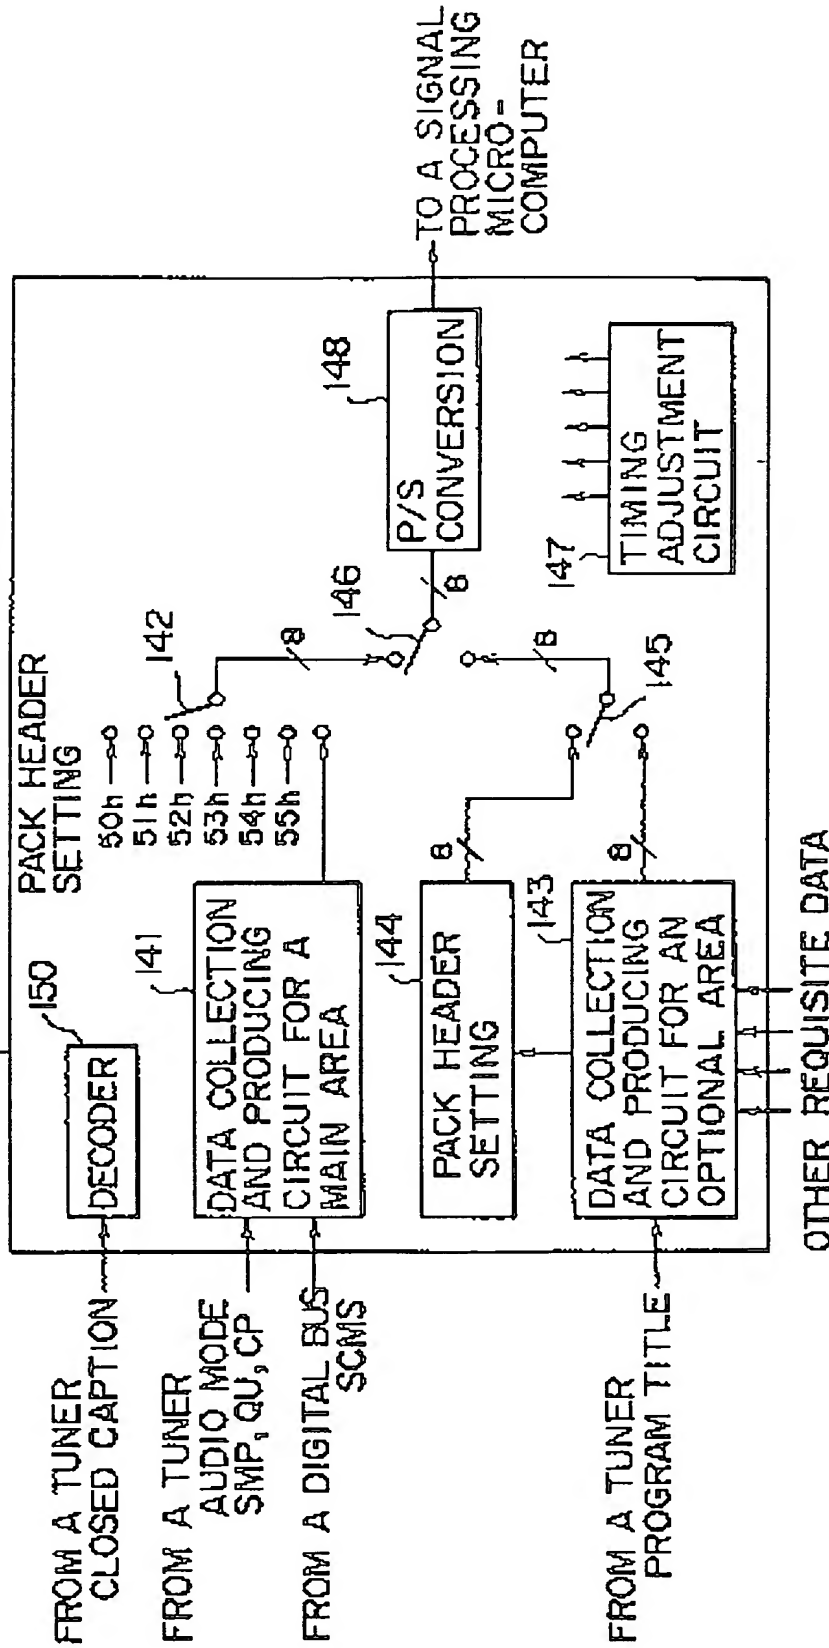 FROM A TUNER
CLOSED CAPTION
150
DECODER
FROM A TUNER
AUDIO MODE
SMP, QU, CP
FROM A DIGITAL BUS
SCMS
141
DATA COLLECTION
AND PRODUCING
CIRCUIT FOR A
MAIN AREA
PACK HEADER
SETTING
50h
51h
52h
53h
54h
55h
142
8
146
8
148
P/S
CONVERSION
TO A SIGNAL
PROCESSING
MICRO-
COMPUTER
144
PACK HEADER
SETTING
8
143
DATA COLLECTION
AND PRODUCING
CIRCUIT FOR AN
OPTIONAL AREA
8
145
8
147
TIMING
ADJUSTMENT
CIRCUIT
FROM A TUNER
PROGRAM TITLE
OTHER REQUISITE DATA